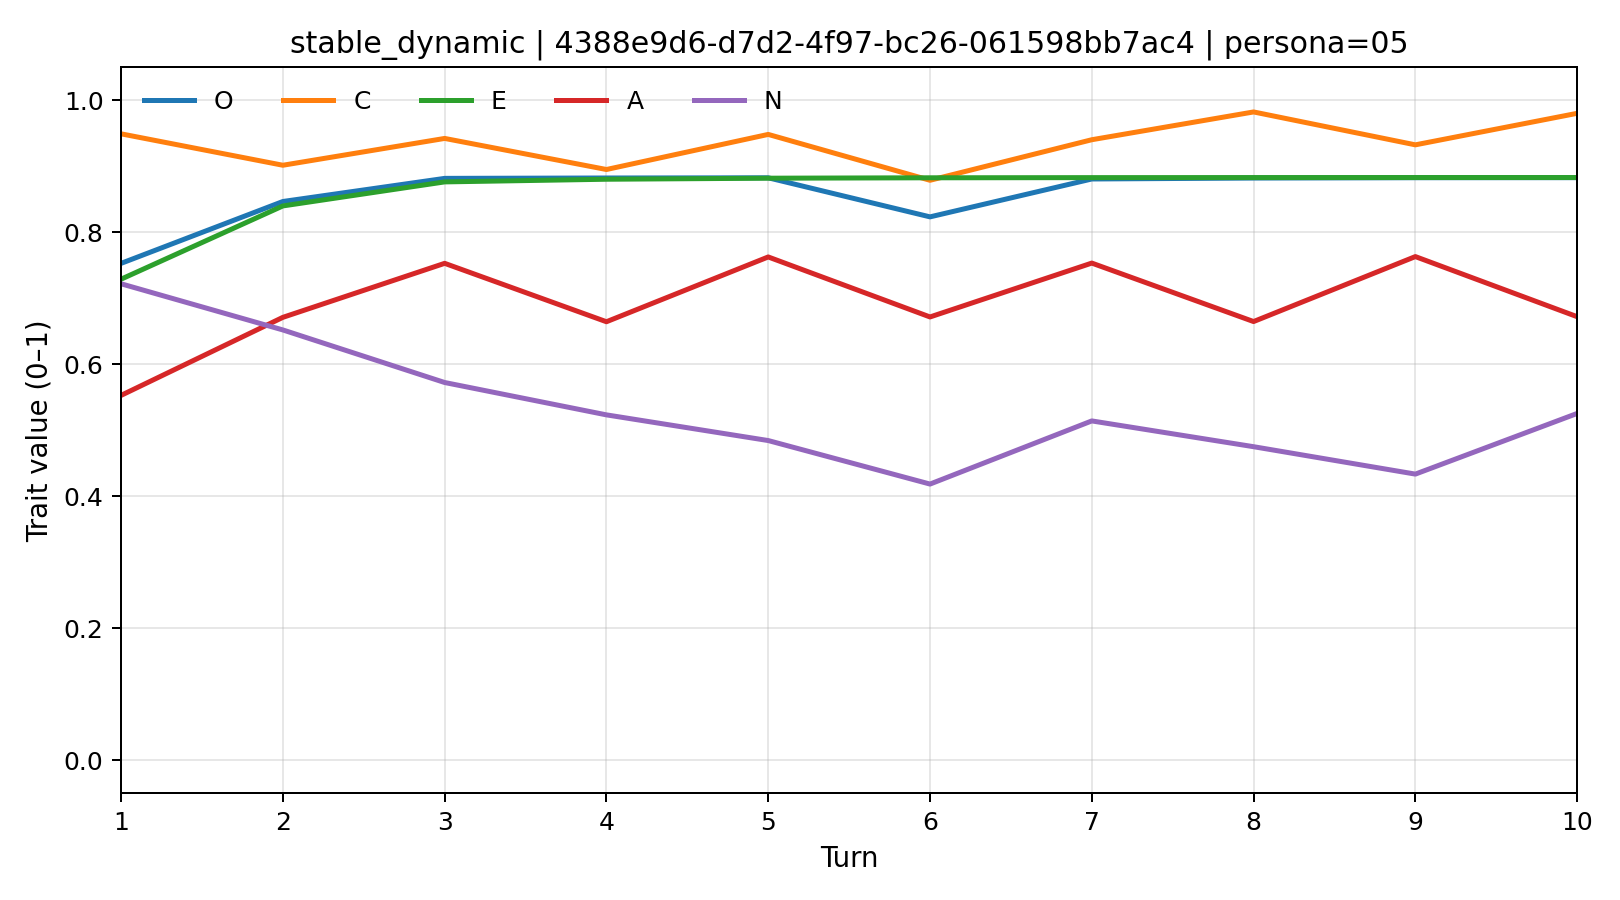 stable_dynamic | 4388e9d6-d7d2-4f97-bc26-061598bb7ac4 | persona=05
O C E A N
Trait value (0–1)
1.0
0.8
0.6
0.4
0.2
0.0
1 2 3 4 5 6 7 8 9 10
Turn